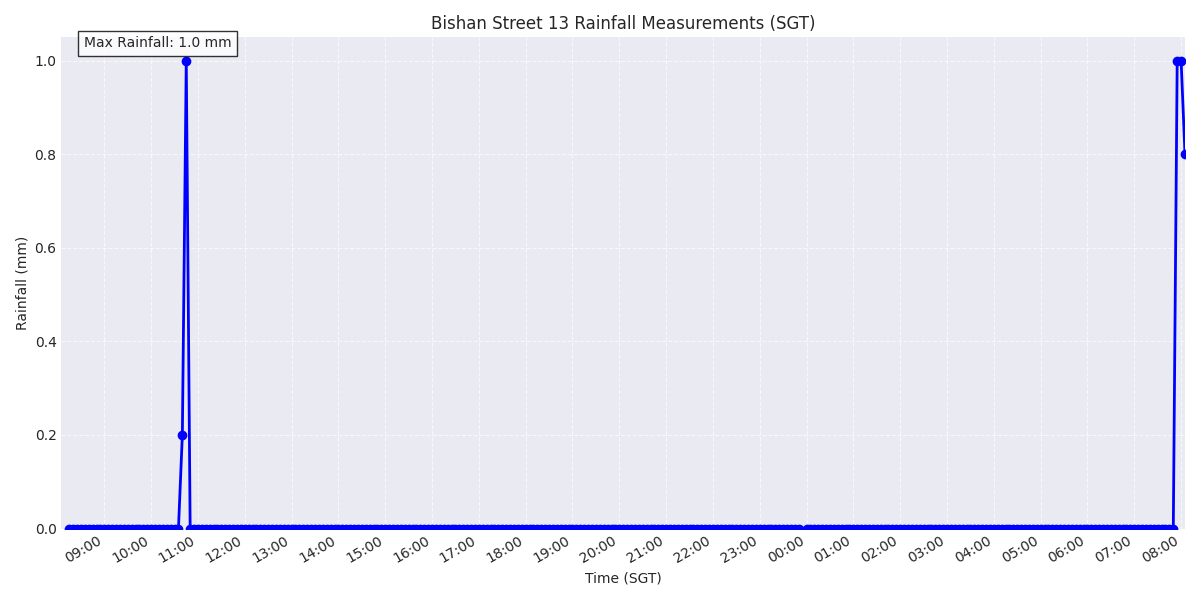 Bishan Street 13 Rainfall Measurements (SGT)
Max Rainfall: 1.0 mm
1.0
0.8
0.6
0.4
0.2
0.0
Rainfall (mm)
09:00 10:00 11:00 12:00 13:00 14:00 15:00 16:00 17:00 18:00 19:00 20:00 21:00 22:00 23:00 00:00 01:00 02:00 03:00 04:00 05:00 06:00 07:00 08:00
Time (SGT)